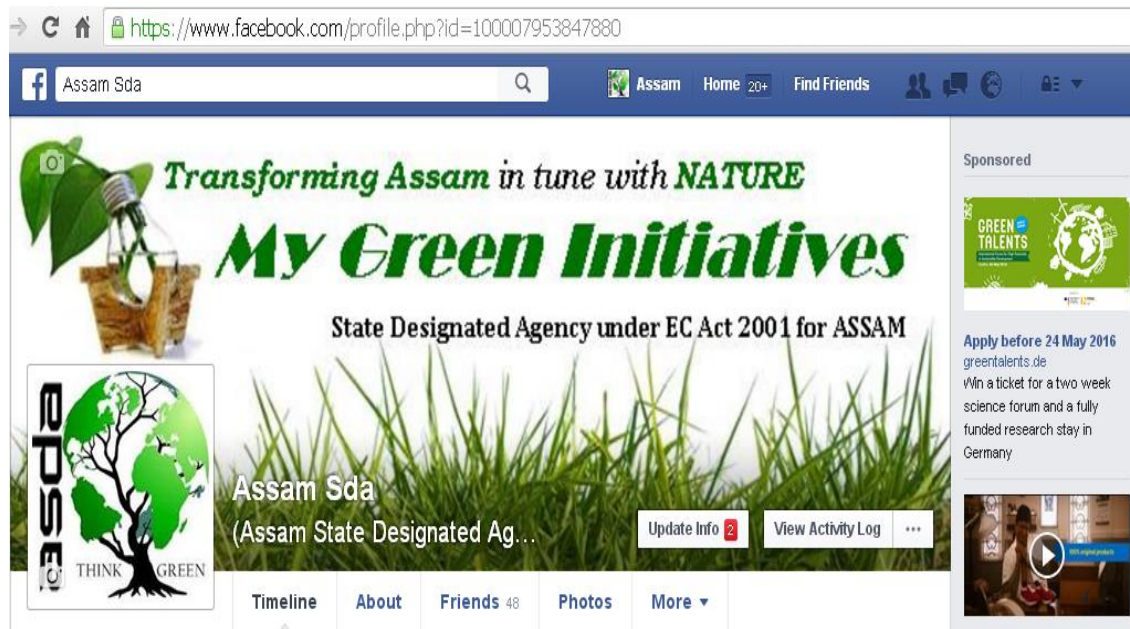 https://www.facebook.com/profile.php?id=100007953847880
Assam Sda
Assam Home 20+ Find Friends
Transforming Assam in tune with NATURE
My Green Initiatives
State Designated Agency under EC Act 2001 for ASSAM
asda
THINK GREEN
Assam Sda
(Assam State Designated Ag...
Update Info 2
View Activity Log
Timeline About Friends 48 Photos More
Sponsored
GREEN
TALENTS
Apply before 24 May 2016
greentalents.de
Win a ticket for a two week
science forum and a fully
funded research stay in
Germany
100% original products